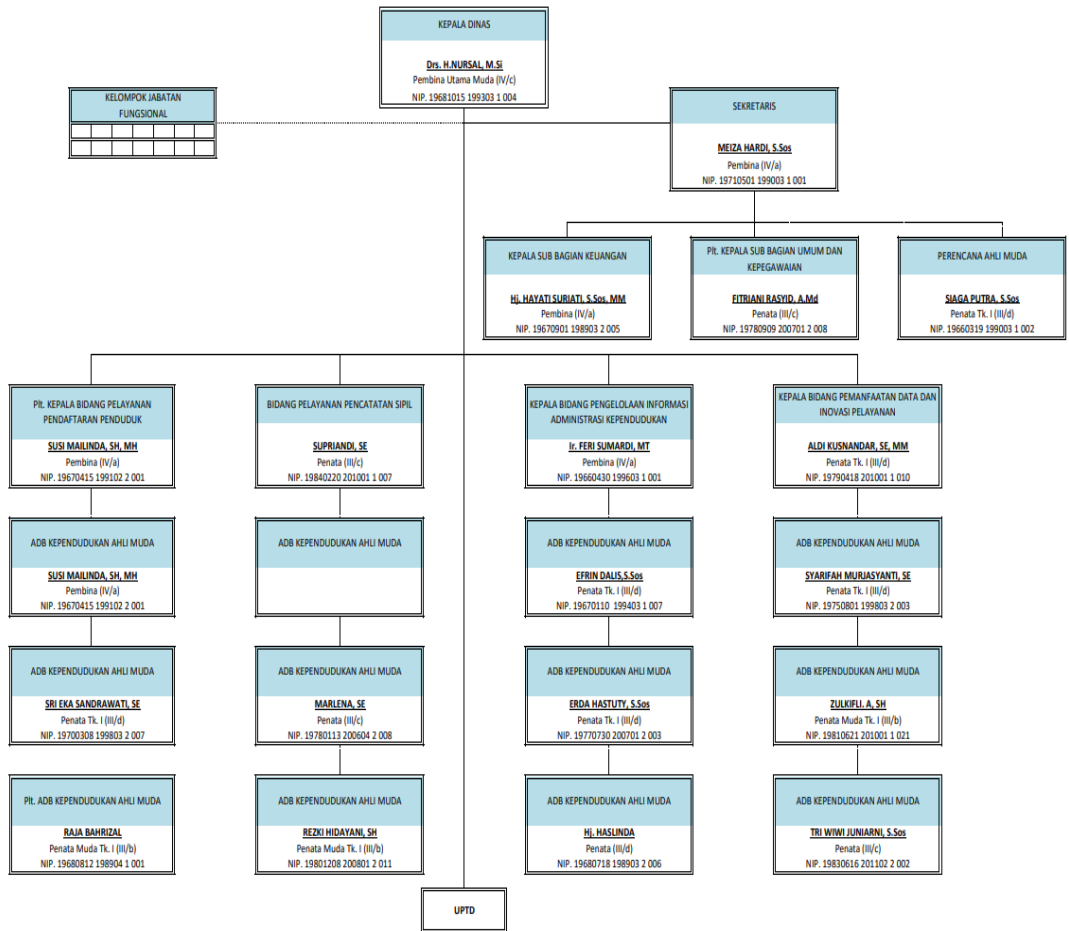 KEPALA DINAS
Drs. H.NURSAL, M.Si
Pembina Utama Muda (IV/c)
NIP. 19681015 199303 1 004
KELOMPOK JABATAN
FUNGSIONAL
SEKRETARIS
MEIZA HARDI, S.Sos
Pembina (IV/a)
NIP. 19710501 199003 1 001
KEPALA SUB BAGIAN KEUANGAN
Hj. HAYATI SURIATI, S.Sos. MM
Pembina (IV/a)
NIP. 19670901 198903 2 005
Plt. KEPALA SUB BAGIAN UMUM DAN
KEPEGAWAIAN
FITRIANI RASYID, A.Md
Penata (III/c)
NIP. 19780909 200701 2 008
PERENCANA AHLI MUDA
SIAGA PUTRA, S.Sos
Penata Tk. I (III/d)
NIP. 19660319 199003 1 002
Plt. KEPALA BIDANG PELAYANAN
PENDAFTARAN PENDUDUK
SUSI MAILINDA, SH, MH
Pembina (IV/a)
NIP. 19670415 199102 2 001
BIDANG PELAYANAN PENCATATAN SIPIL
SUPRIANDI, SE
Penata (III/c)
NIP. 19840220 201001 1 007
KEPALA BIDANG PENGELOLAAN INFORMASI
ADMINISTRASI KEPENDUDUKAN
Ir. FERI SUMARDI, MT
Pembina (IV/a)
NIP. 19660430 199603 1 001
KEPALA BIDANG PEMANFAATAN DATA DAN
INOVASI PELAYANAN
ALDI KUSNANDAR, SE, MM
Penata Tk. I (III/d)
NIP. 19790418 201001 1 010
ADB KEPENDUDUKAN AHLI MUDA
SUSI MAILINDA, SH, MH
Pembina (IV/a)
NIP. 19670415 199102 2 001
ADB KEPENDUDUKAN AHLI MUDA
ADB KEPENDUDUKAN AHLI MUDA
EFRIN DALIS,S.Sos
Penata Tk. I (III/d)
NIP. 19670110 199403 1 007
ADB KEPENDUDUKAN AHLI MUDA
SYARIFAH MURJASYANTI, SE
Penata Tk. I (III/d)
NIP. 19750801 199803 2 003
ADB KEPENDUDUKAN AHLI MUDA
SRI EKA SANDRAWATI, SE
Penata Tk. I (III/d)
NIP. 19700308 199803 2 007
ADB KEPENDUDUKAN AHLI MUDA
MARLENA, SE
Penata (III/c)
NIP. 19780113 200604 2 008
ADB KEPENDUDUKAN AHLI MUDA
ERDA HASTUTY, S.Sos
Penata Tk. I (III/d)
NIP. 19770730 200701 2 003
ADB KEPENDUDUKAN AHLI MUDA
ZULKIFLI. A, SH
Penata Muda Tk. I (III/b)
NIP. 19810621 201001 1 021
Plt. ADB KEPENDUDUKAN AHLI MUDA
RAJA BAHRIZAL
Penata Muda Tk. I (III/b)
NIP. 19680812 198904 1 001
ADB KEPENDUDUKAN AHLI MUDA
REZKI HIDAYANI, SH
Penata Muda Tk. I (III/b)
NIP. 19801208 200801 2 011
ADB KEPENDUDUKAN AHLI MUDA
Hj. HASLINDA
Penata (III/d)
NIP. 19680718 198903 2 006
ADB KEPENDUDUKAN AHLI MUDA
TRI WIWI JUNIARNI, S.Sos
Penata (III/c)
NIP. 19830616 201102 2 002
UPTD